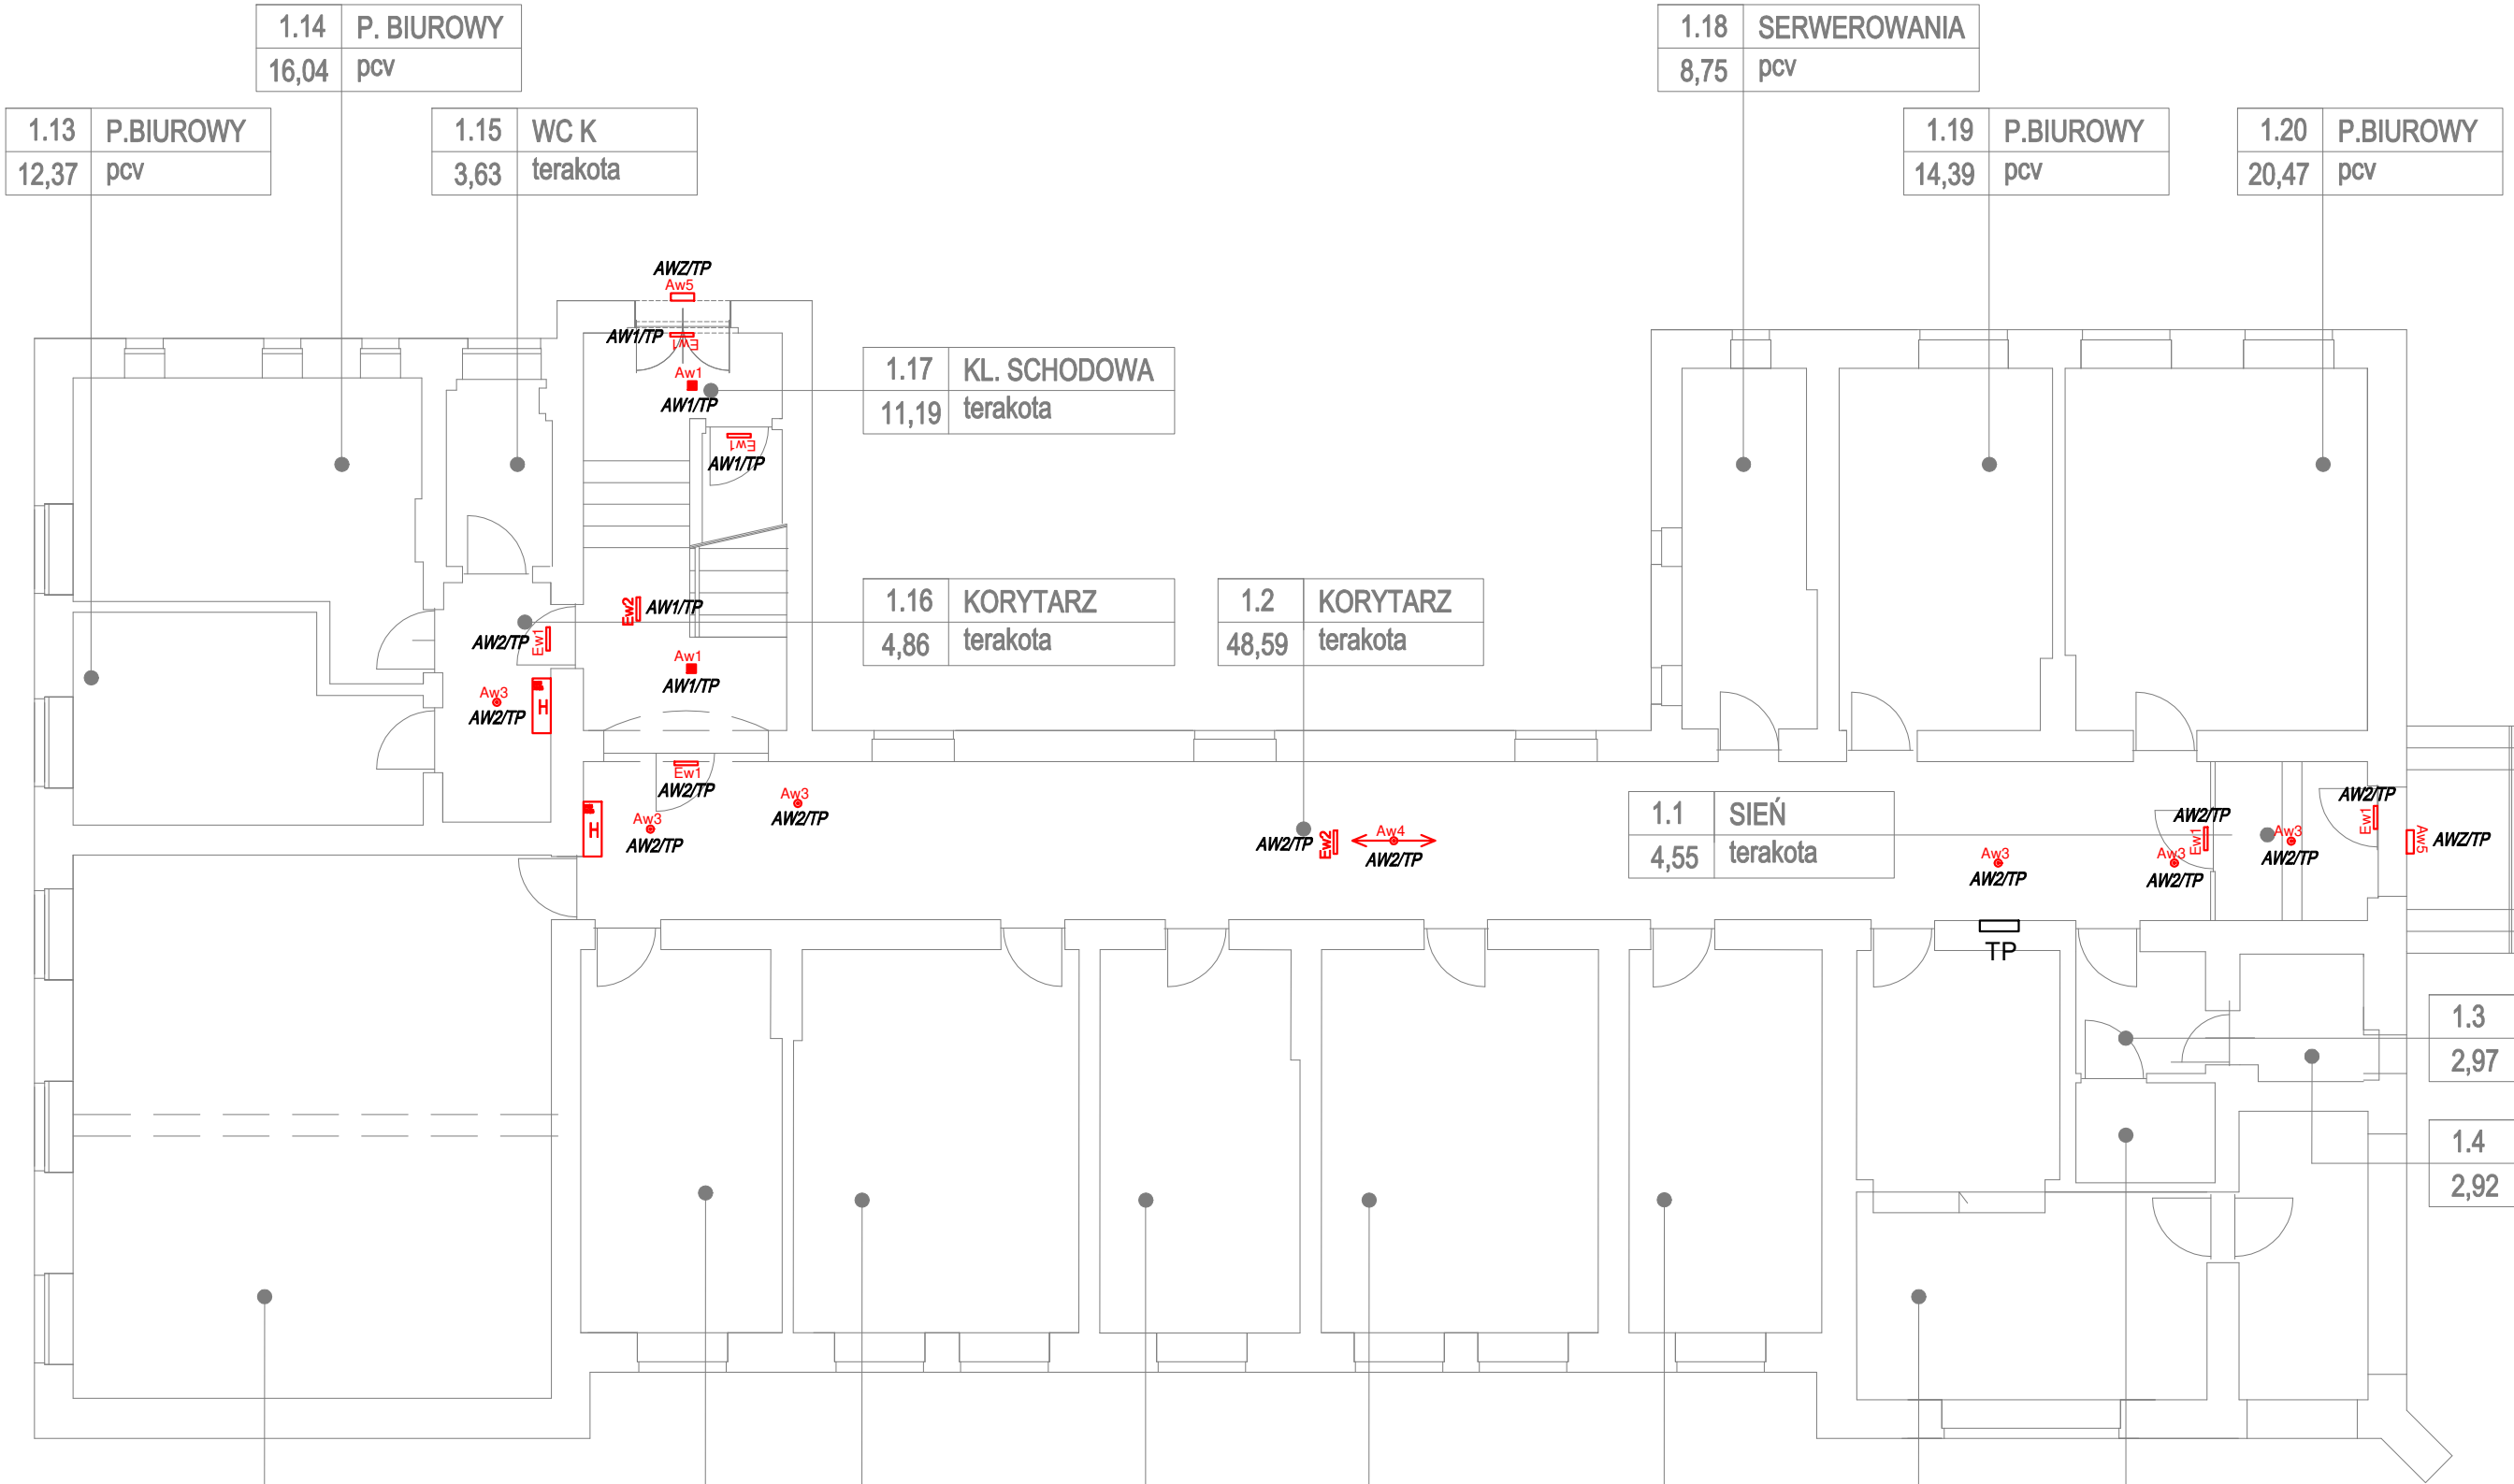 1.14 P. BIUROWY
16,04 pcv
1.18 SERWEROWANIA
8,75 pcv
1.13 P.BIUROWY
12,37 pcv
1.15 WC K
3,63 terakota
1.19 P.BIUROWY
14,39 pcv
1.20 P.BIUROWY
20,47 pcv
AWZ/TP
Aw5
AW1/TP
Ew1
Aw1
AW1/TP
1.17 KL. SCHODOWA
11,19 terakota
Ew1
AW1/TP
1.16 KORYTARZ
4,86 terakota
1.2 KORYTARZ
48,59 terakota
Ew2 AW1/TP
AW2/TP Ew1
Aw1
AW1/TP
Aw3
AW2/TP
H
Ew1
AW2/TP
Aw3
AW2/TP
H
Aw3
AW2/TP
AW2/TP Ew2
Aw4
AW2/TP
1.1 SIEŃ
4,55 terakota
Aw3
AW2/TP
AW2/TP
Ew1
Aw3
AW2/TP
Aw3
AW2/TP
AW2/TP
Ew1
Aw5 AWZ/TP
TP
1.3
2,97
1.4
2,92